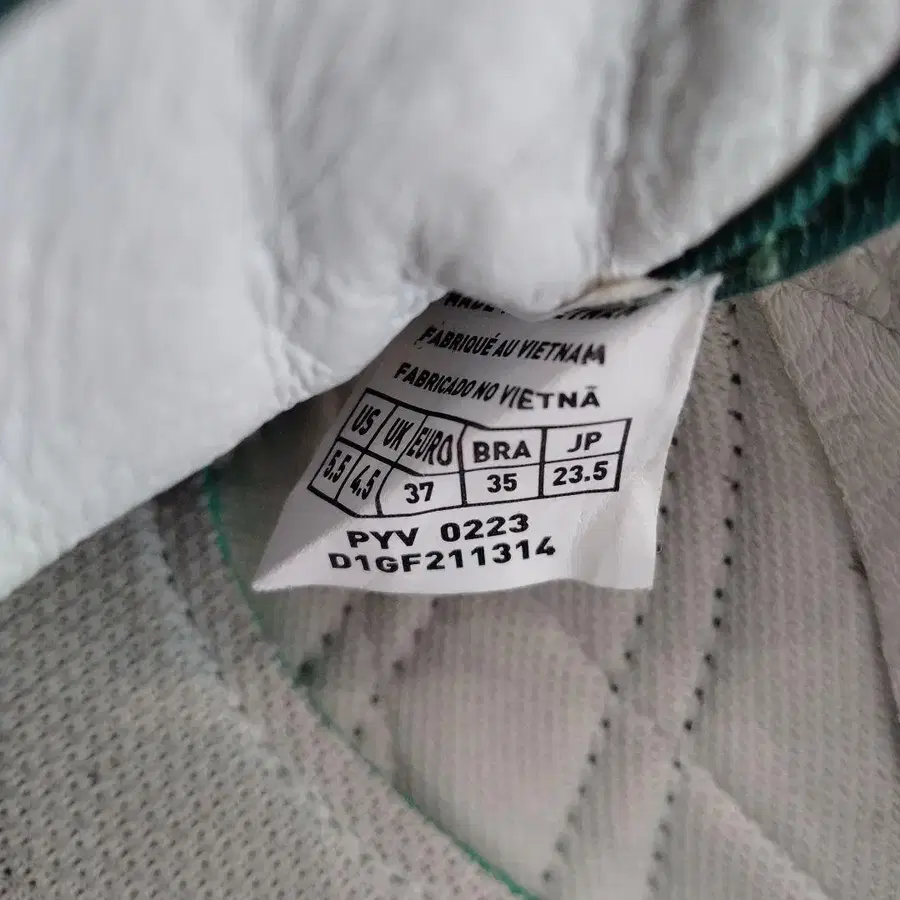 FABRIQUÉ AU VIETNAM
FABRICADO NO VIETNÃ
US UK EURO BRA JP
5.5 4.5 37 35 23.5
PYV 0223
D1GF211314